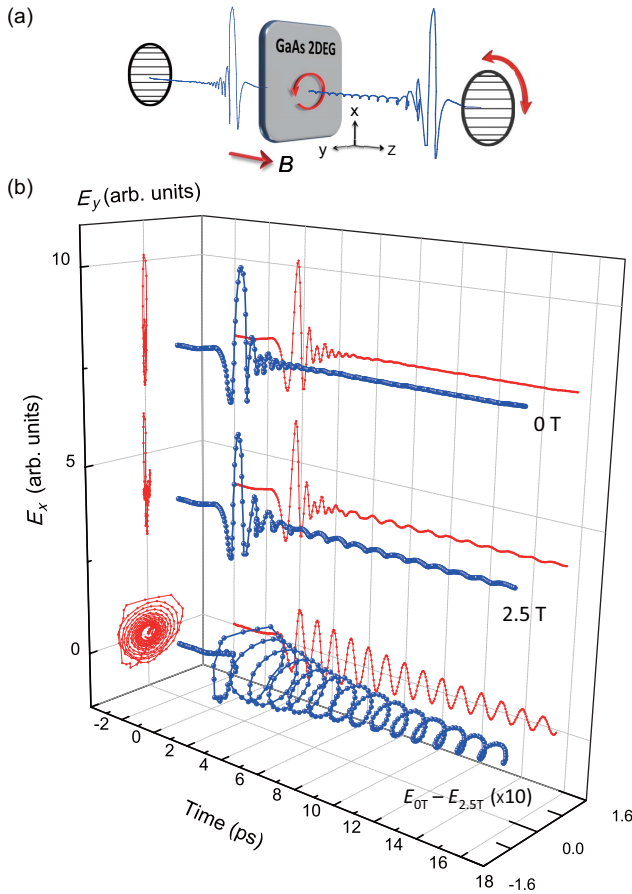 (a)
GaAs 2DEG
x
y
z
B
(b)
E_y (arb. units)
10
5
0
E_x (arb. units)
0 T
2.5 T
E_0T – E_2.5T (x10)
-2
0
2
4
6
8
10
12
14
16
18
Time (ps)
-1.6
0.0
1.6